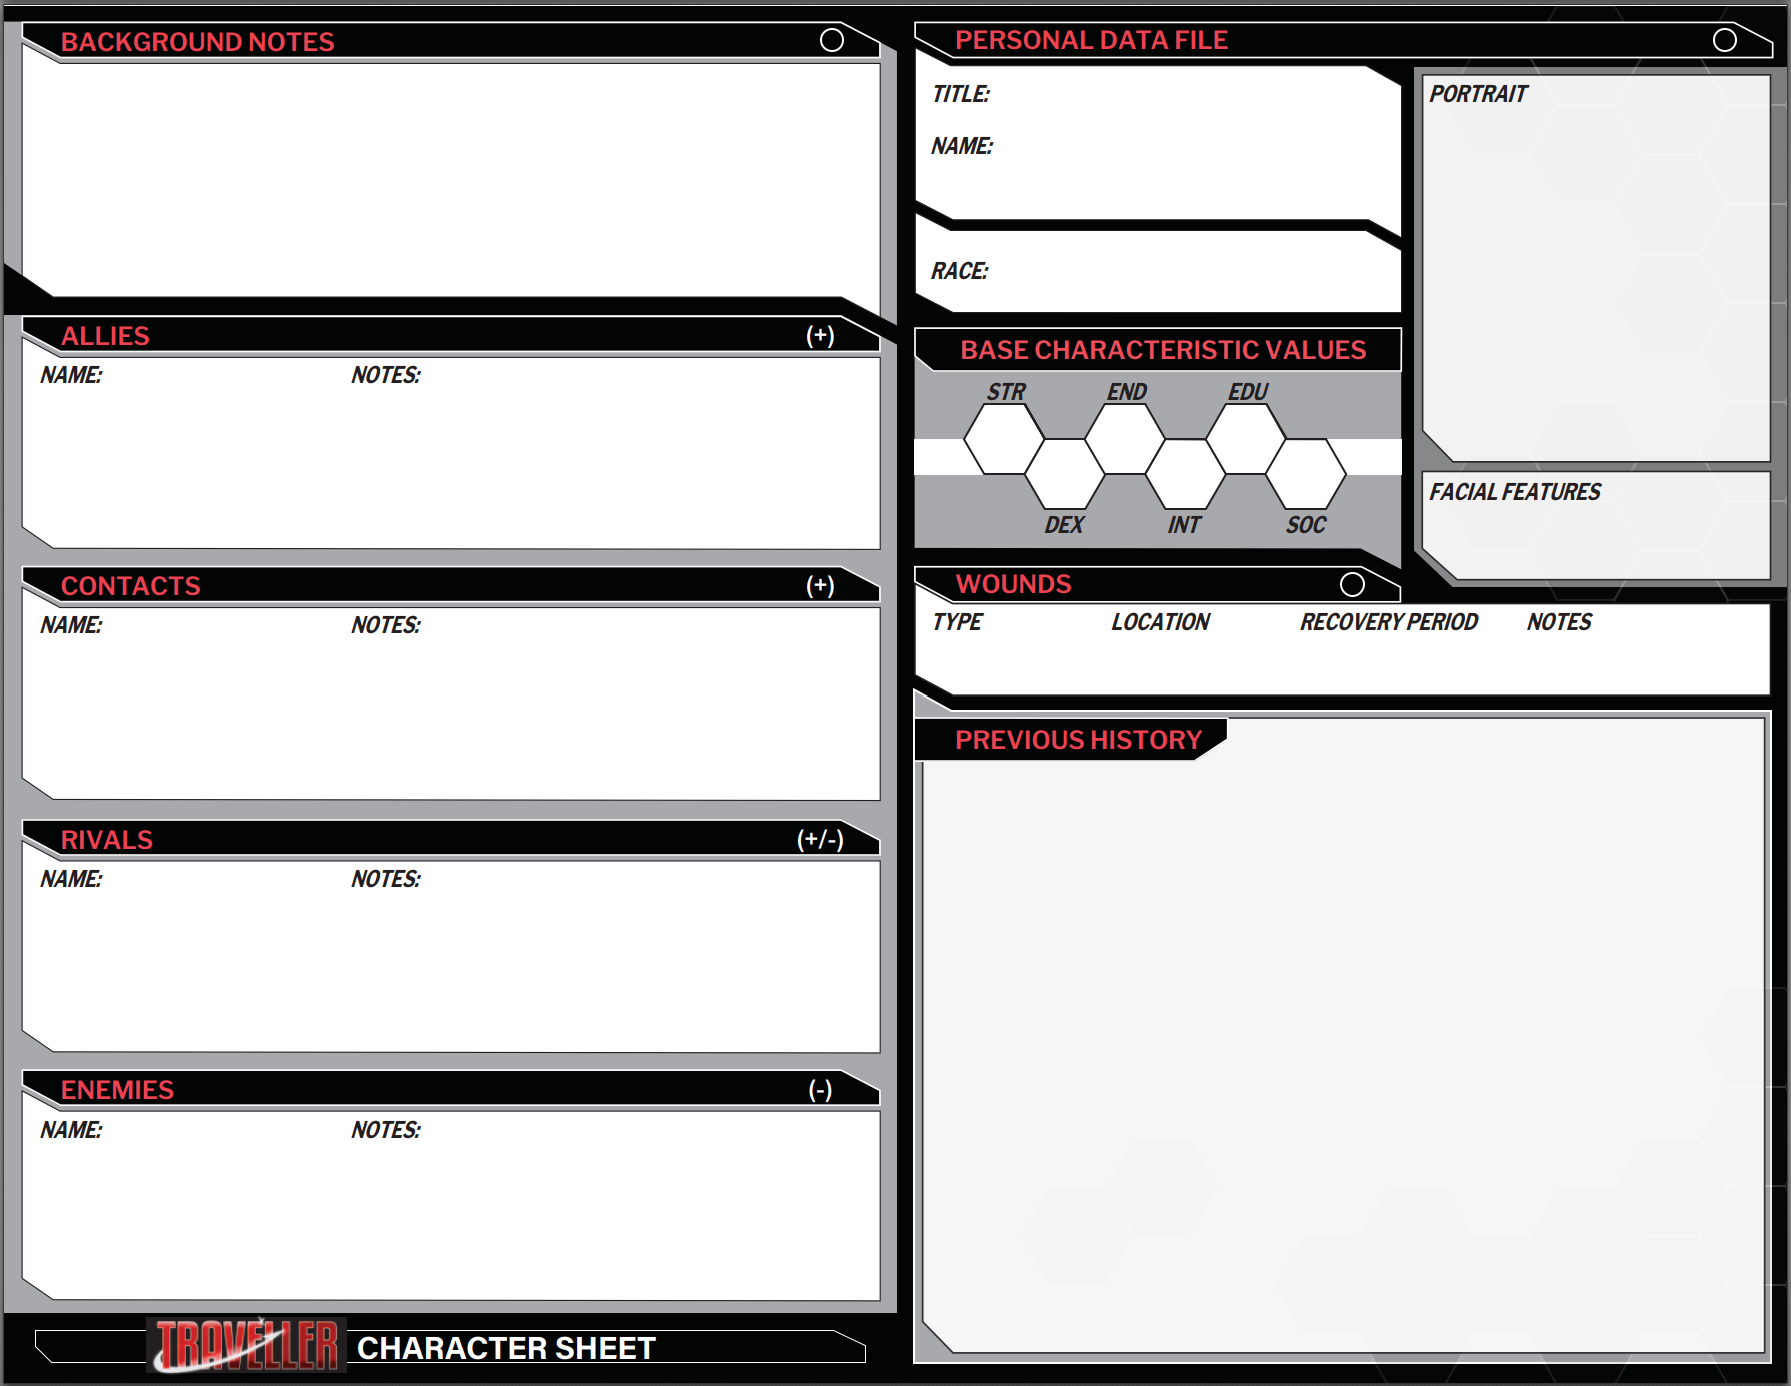 BACKGROUND NOTES
ALLIES (+)
NAME: NOTES:
CONTACTS (+)
NAME: NOTES:
RIVALS (+/-)
NAME: NOTES:
ENEMIES (-)
NAME: NOTES:
TRAVELLER CHARACTER SHEET
PERSONAL DATA FILE
TITLE:
NAME:
RACE:
PORTRAIT
FACIAL FEATURES
BASE CHARACTERISTIC VALUES
STR END EDU
DEX INT SOC
WOUNDS
TYPE LOCATION RECOVERY PERIOD NOTES
PREVIOUS HISTORY